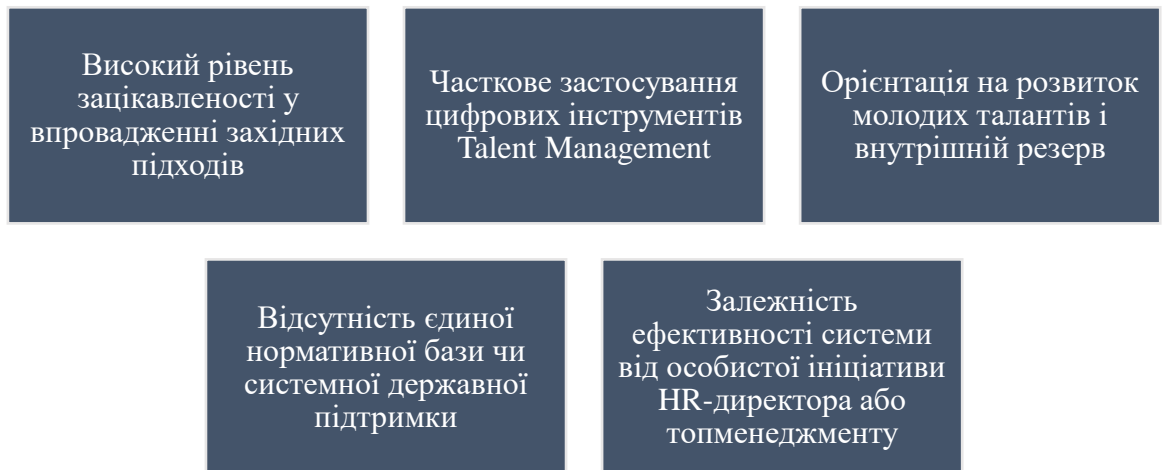 Високий рівень
зацікавленості у
впровадженні західних
підходів
Часткове застосування
цифрових інструментів
Talent Management
Орієнтація на розвиток
молодих талантів і
внутрішній резерв
Відсутність єдиної
нормативної бази чи
системної державної
підтримки
Залежність
ефективності системи
від особистої ініціативи
HR-директора або
топменеджменту